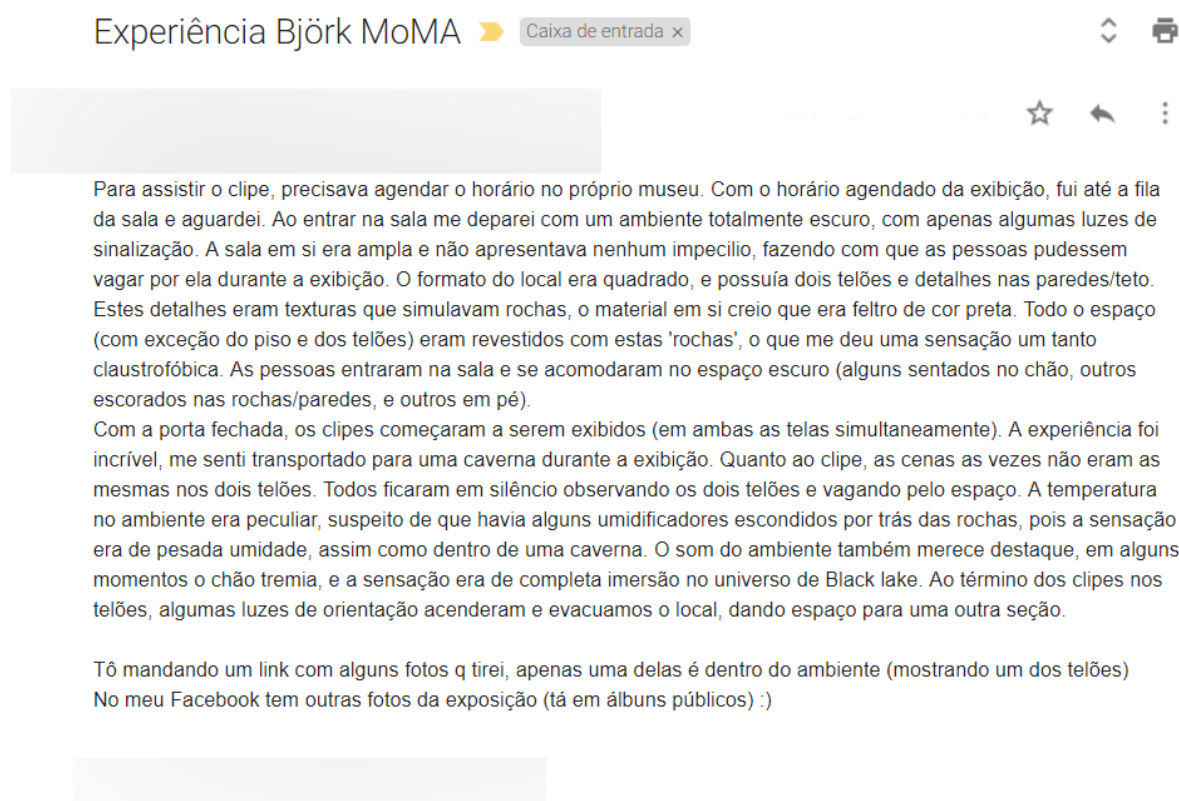 Experiência Björk MoMA Caixa de entrada ×
Para assistir o clipe, precisava agendar o horário no próprio museu. Com o horário agendado da exibição, fui até a fila
da sala e aguardei. Ao entrar na sala me deparei com um ambiente totalmente escuro, com apenas algumas luzes de
sinalização. A sala em si era ampla e não apresentava nenhum impecilio, fazendo com que as pessoas pudessem
vagar por ela durante a exibição. O formato do local era quadrado, e possuía dois telões e detalhes nas paredes/teto.
Estes detalhes eram texturas que simulavam rochas, o material em si creio que era feltro de cor preta. Todo o espaço
(com exceção do piso e dos telões) eram revestidos com estas 'rochas', o que me deu uma sensação um tanto
claustrofóbica. As pessoas entraram na sala e se acomodaram no espaço escuro (alguns sentados no chão, outros
escorados nas rochas/paredes, e outros em pé).
Com a porta fechada, os clipes começaram a serem exibidos (em ambas as telas simultaneamente). A experiência foi
incrível, me senti transportado para uma caverna durante a exibição. Quanto ao clipe, as cenas as vezes não eram as
mesmas nos dois telões. Todos ficaram em silêncio observando os dois telões e vagando pelo espaço. A temperatura
no ambiente era peculiar, suspeito de que havia alguns umidificadores escondidos por trás das rochas, pois a sensação
era de pesada umidade, assim como dentro de uma caverna. O som do ambiente também merece destaque, em alguns
momentos o chão tremia, e a sensação era de completa imersão no universo de Black lake. Ao término dos clipes nos
telões, algumas luzes de orientação acenderam e evacuamos o local, dando espaço para uma outra seção.
Tô mandando um link com alguns fotos q tirei, apenas uma delas é dentro do ambiente (mostrando um dos telões)
No meu Facebook tem outras fotos da exposição (tá em álbuns públicos) :)